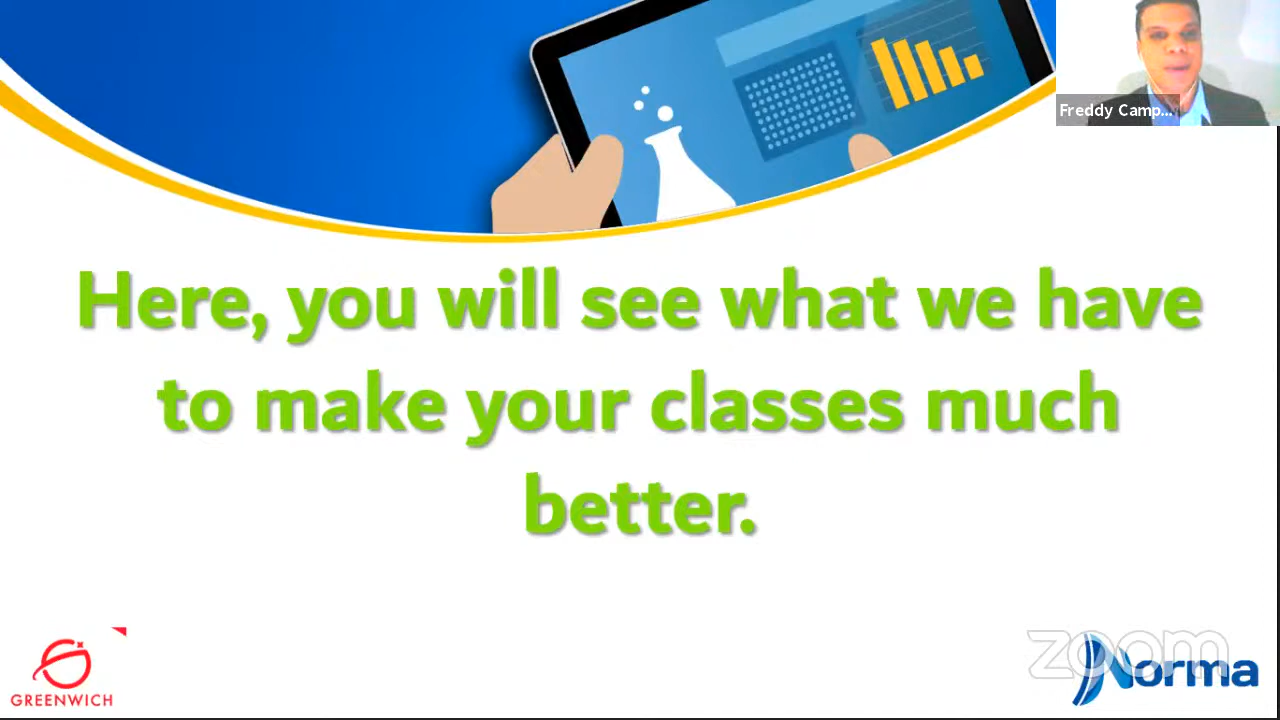 Freddy Camp...
Here, you will see what we have
to make your classes much
better.
GREENWICH
zoom
Norma